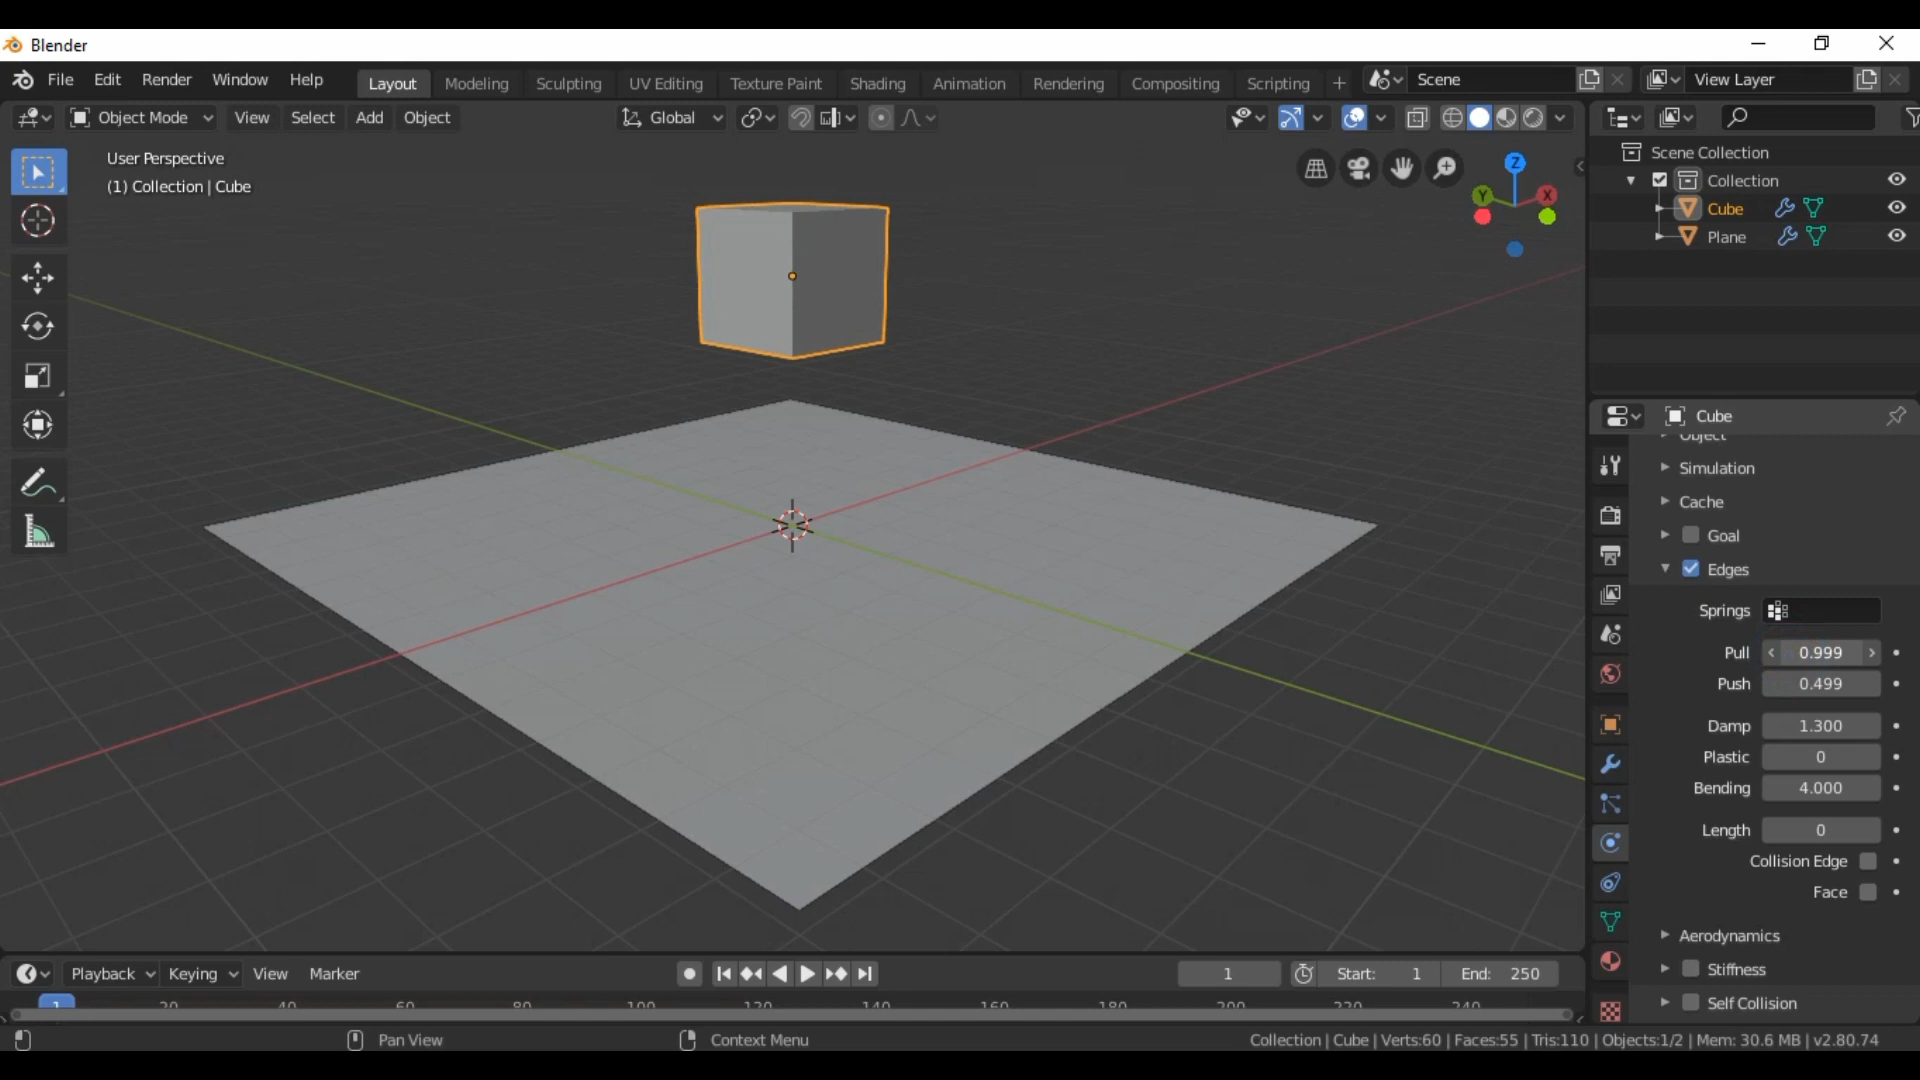 Blender
File Edit Render Window Help Layout Modeling Sculpting UV Editing Texture Paint Shading Animation Rendering Compositing Scripting + Scene View Layer
Object Mode View Select Add Object Global
User Perspective
(1) Collection | Cube
Z
Y X
Scene Collection
Collection
Cube
Plane
Cube
Object
Simulation
Cache
Goal
Edges
Springs
Pull 0.999
Push 0.499
Damp 1.300
Plastic 0
Bending 4.000
Length 0
Collision Edge
Face
Aerodynamics
Stiffness
Self Collision
Playback Keying View Marker 1 Start: 1 End: 250
1 20 40 60 80 100 120 140 160 180 200 220 240
Pan View Context Menu Collection | Cube | Verts:60 | Faces:55 | Tris:110 | Objects:1/2 | Mem: 30.6 MB | v2.80.74